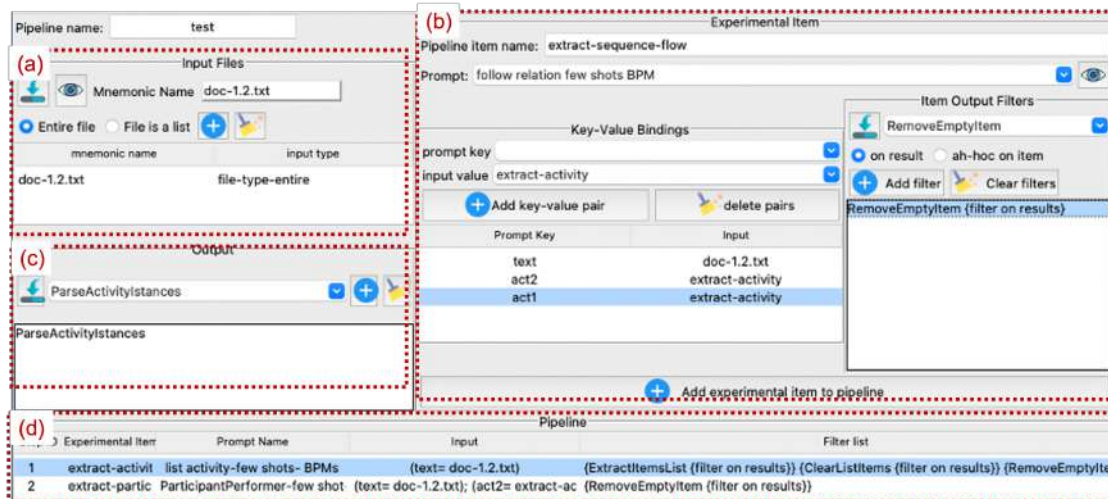 Pipeline name: test
(a)
Input Files
Mnemonic Name doc-1.2.txt
Entire file File is a list
mnemonic name input type
doc-1.2.txt file-type-entire
(c)
Output
ParseActivityIstances
ParseActivityIstances
(b)
Experimental Item
Pipeline item name: extract-sequence-flow
Prompt: follow relation few shots BPM
Key-Value Bindings
prompt key
input value extract-activity
Add key-value pair delete pairs
Prompt Key Input
text doc-1.2.txt
act2 extract-activity
act1 extract-activity
Item Output Filters
RemoveEmptyItem
on result ah-hoc on item
Add filter Clear filters
RemoveEmptyItem {filter on results}
Add experimental item to pipeline
(d)
Pipeline
Experimental Iten Prompt Name Input Filter list
1 extract-activit list activity-few shots- BPMs (text= doc-1.2.txt) {ExtractItemsList {filter on results}} {ClearListItems {filter on results}} {RemoveEmptyIte
2 extract-partic ParticipantPerformer-few shot (text= doc-1.2.txt); (act2= extract-ac {RemoveEmptyItem {filter on results}}